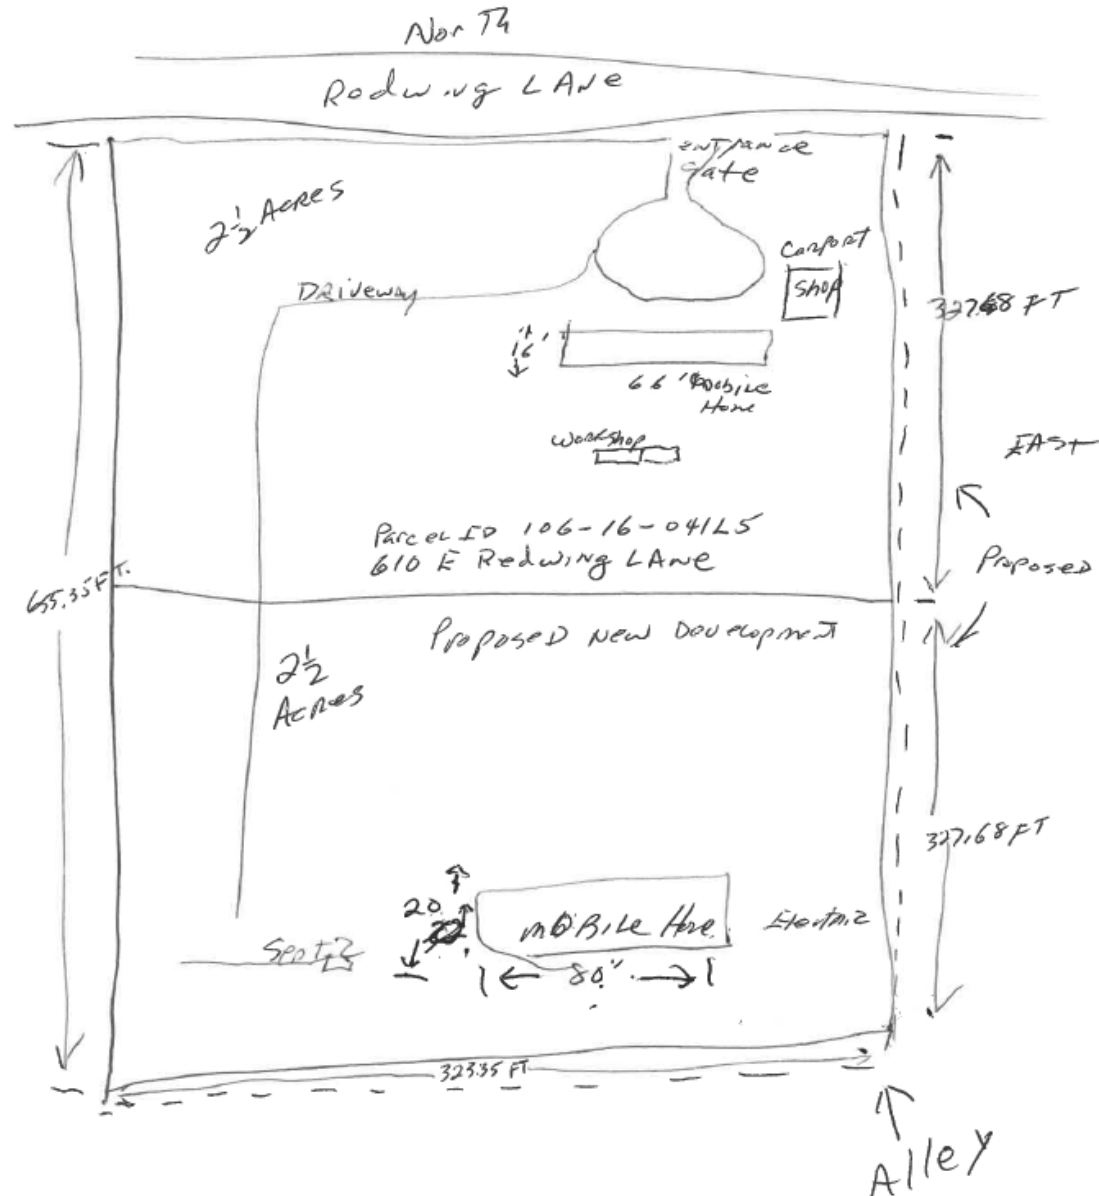 North
Redwing LANE
ENTRANCE
Gate
2½ ACRES
Carport
Shop
Driveway
327.68 FT
16'
66' Mobile
Home
Workshop
EAST
Parcel ID 106-16-041L5
610 E Redwing LANE
Proposed
655.35 FT.
Proposed New Development
2½
Acres
327.68 FT
20
Mobile Home
Electric
Septic
80'
323.35 FT
Alley